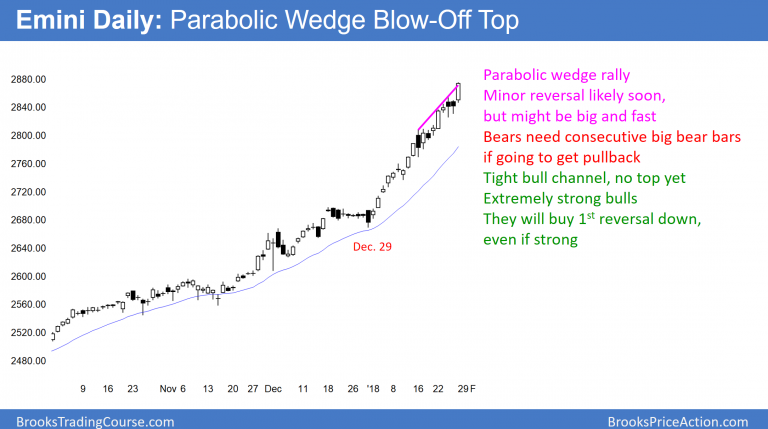 Emini Daily: Parabolic Wedge Blow-Off Top
Parabolic wedge rally
Minor reversal likely soon,
but might be big and fast
Bears need consecutive big bear bars
if going to get pullback
Tight bull channel, no top yet
Extremely strong bulls
They will buy 1st reversal down,
even if strong
2880.00
2840.00
2800.00
2760.00
2720.00
2680.00
2640.00
2600.00
2560.00
2520.00
2480.00
Dec. 29
9 16 23 Nov 6 13 20 27 Dec 11 18 '18 8 16 22 29 F
BrooksTradingCourse.com
BrooksPriceAction.com